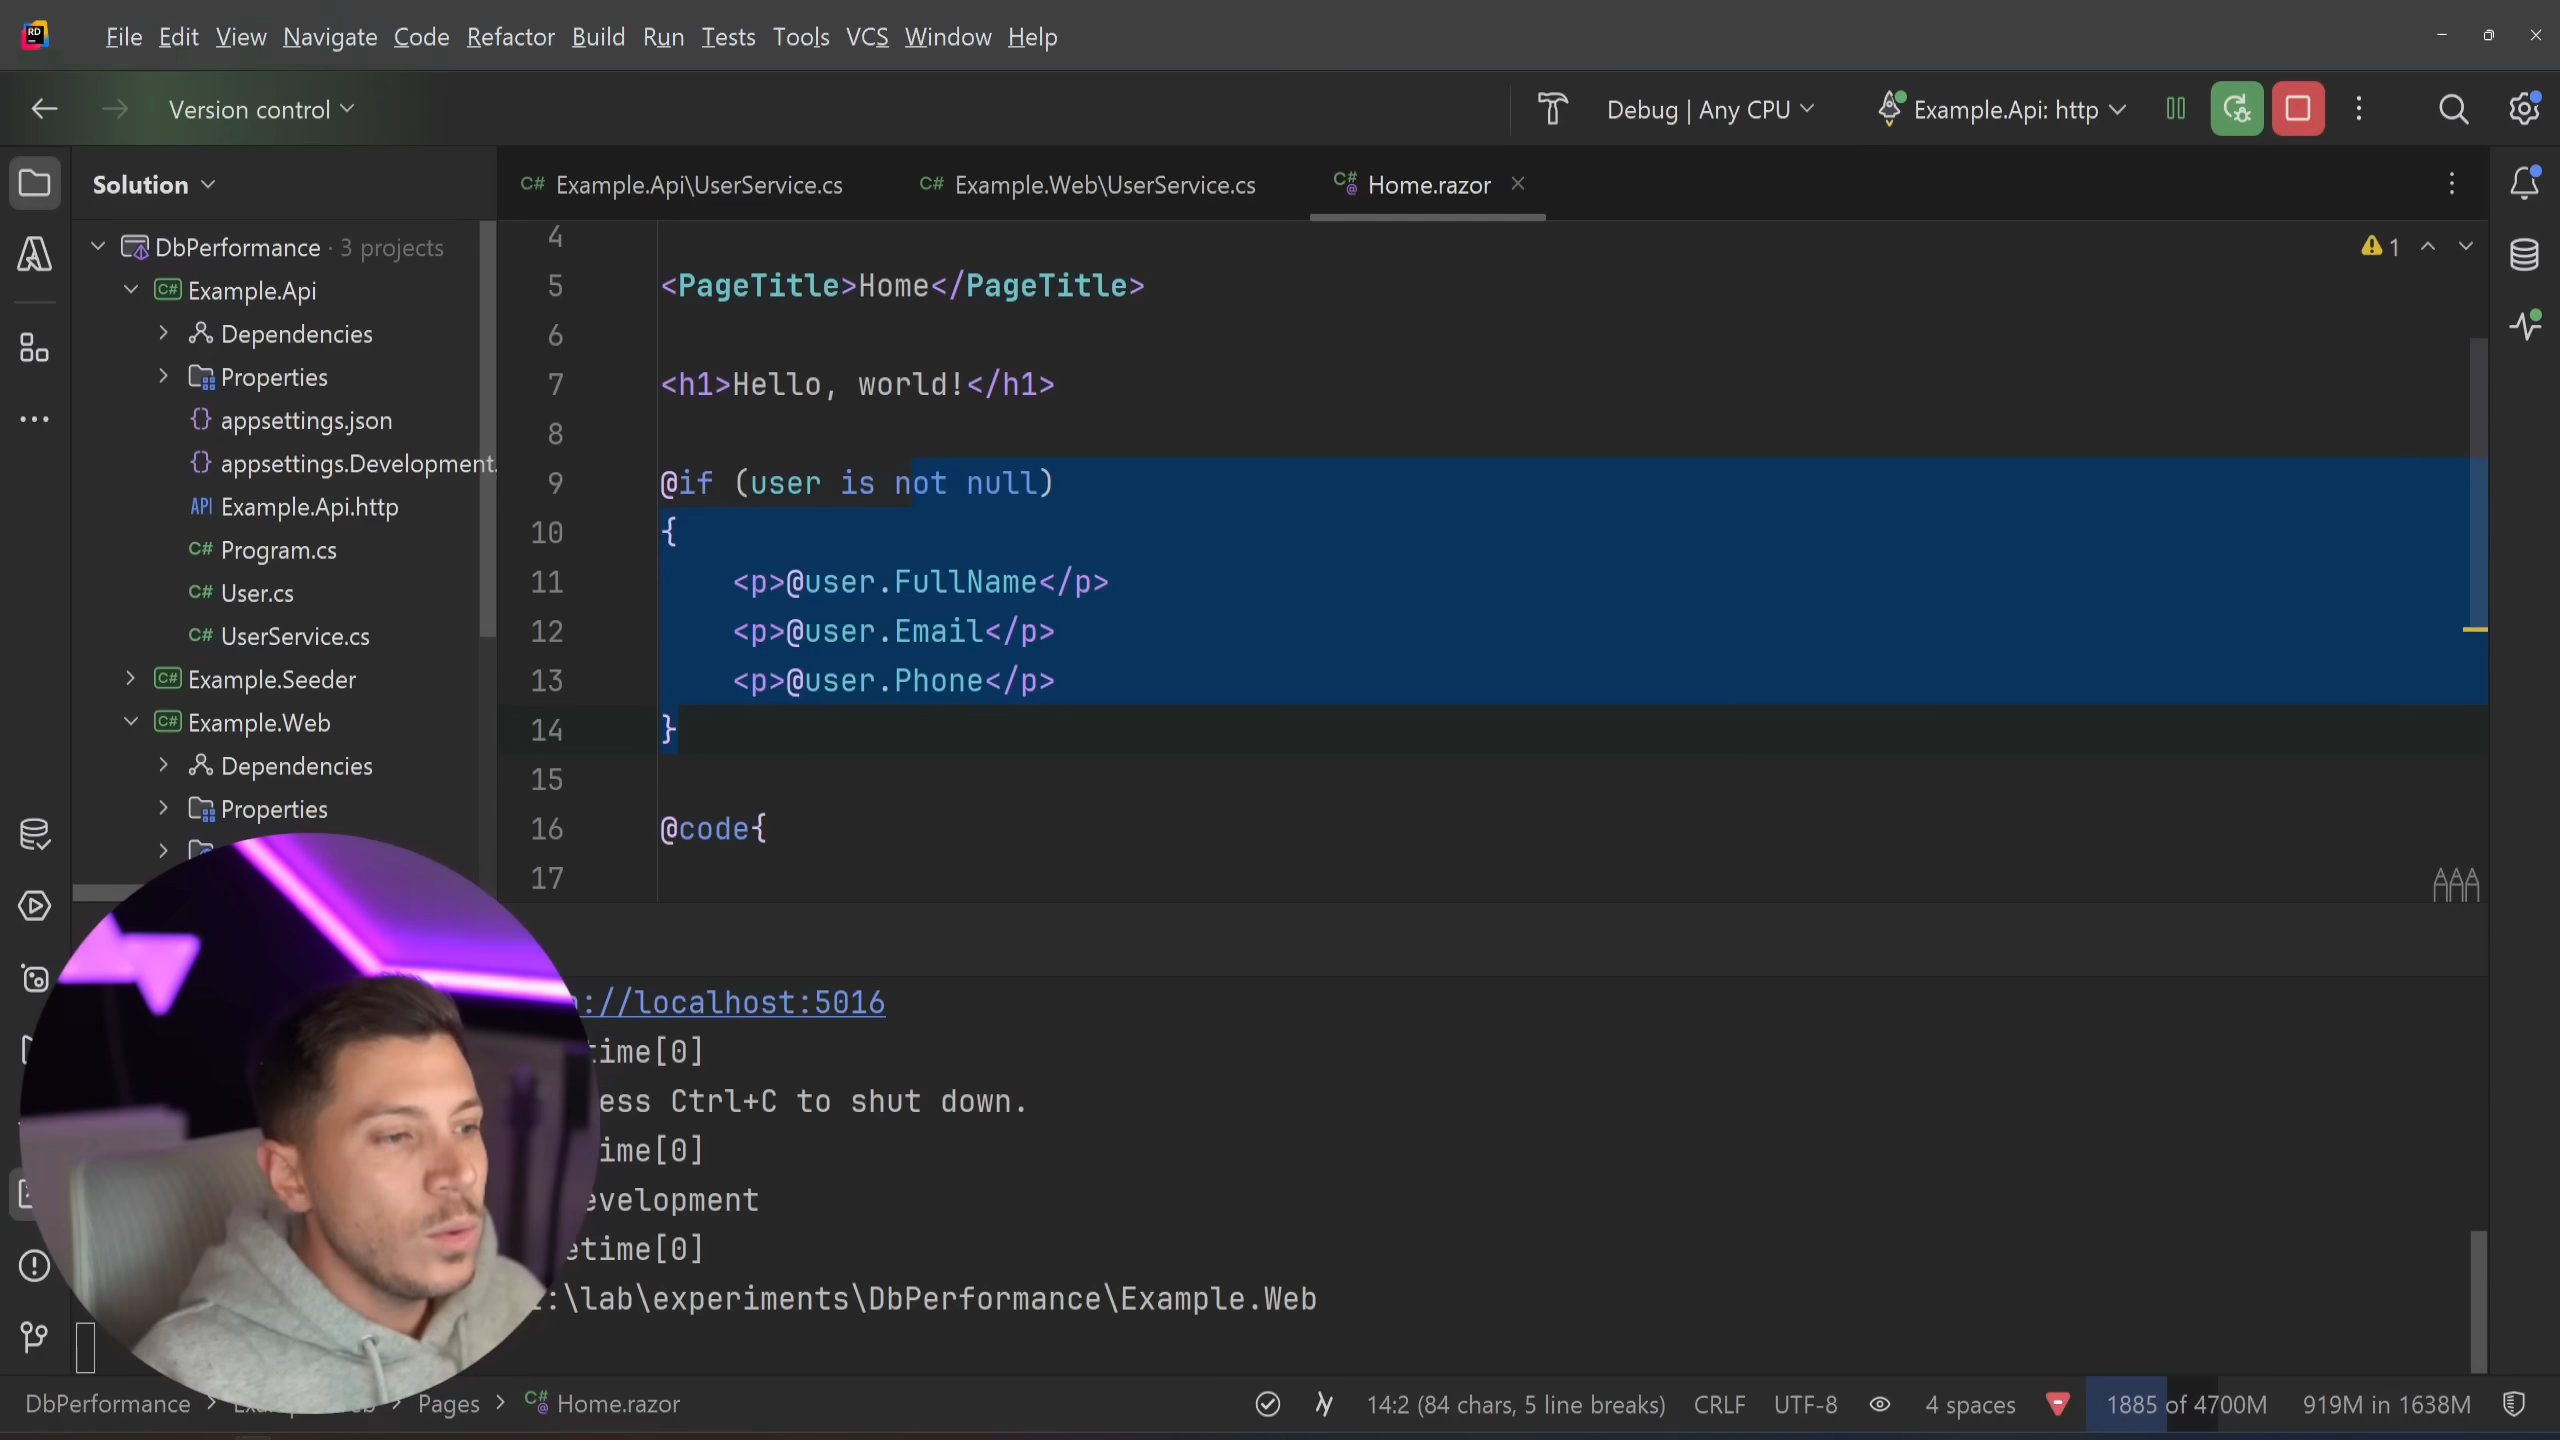 File Edit View Navigate Code Refactor Build Run Tests Tools VCS Window Help
Version control
Debug | Any CPU
Example.Api: http
Solution
Example.Api\UserService.cs
Example.Web\UserService.cs
Home.razor
DbPerformance · 3 projects
Example.Api
Dependencies
Properties
appsettings.json
appsettings.Development.
Example.Api.http
Program.cs
User.cs
UserService.cs
Example.Seeder
Example.Web
Dependencies
Properties
1
4
5 <PageTitle>Home</PageTitle>
6
7 <h1>Hello, world!</h1>
8
9 @if (user is not null)
10 {
11 <p>@user.FullName</p>
12 <p>@user.Email</p>
13 <p>@user.Phone</p>
14 }
15
16 @code{
17
://localhost:5016
time[0]
ess Ctrl+C to shut down.
ime[0]
evelopment
etime[0]
:\lab\experiments\DbPerformance\Example.Web
DbPerformance > Pages > Home.razor
14:2 (84 chars, 5 line breaks) CRLF UTF-8 4 spaces 1885 of 4700M 919M in 1638M